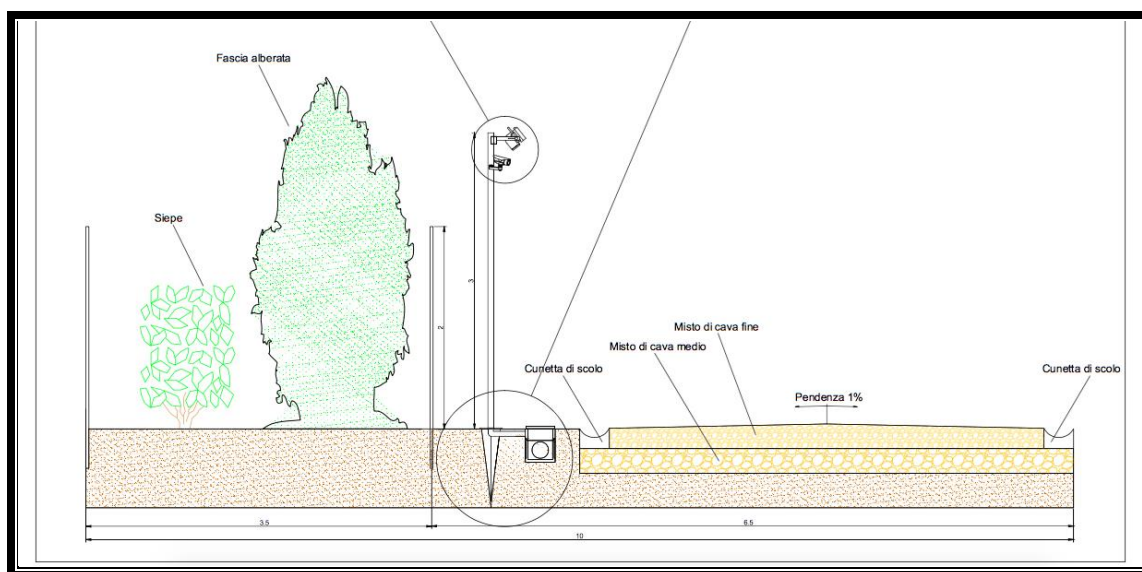 Fascia alberata
Siepe
3
2
Misto di cava fine
Misto di cava medio
Cunetta di scolo
Cunetta di scolo
Pendenza 1%
3.5
6.5
10